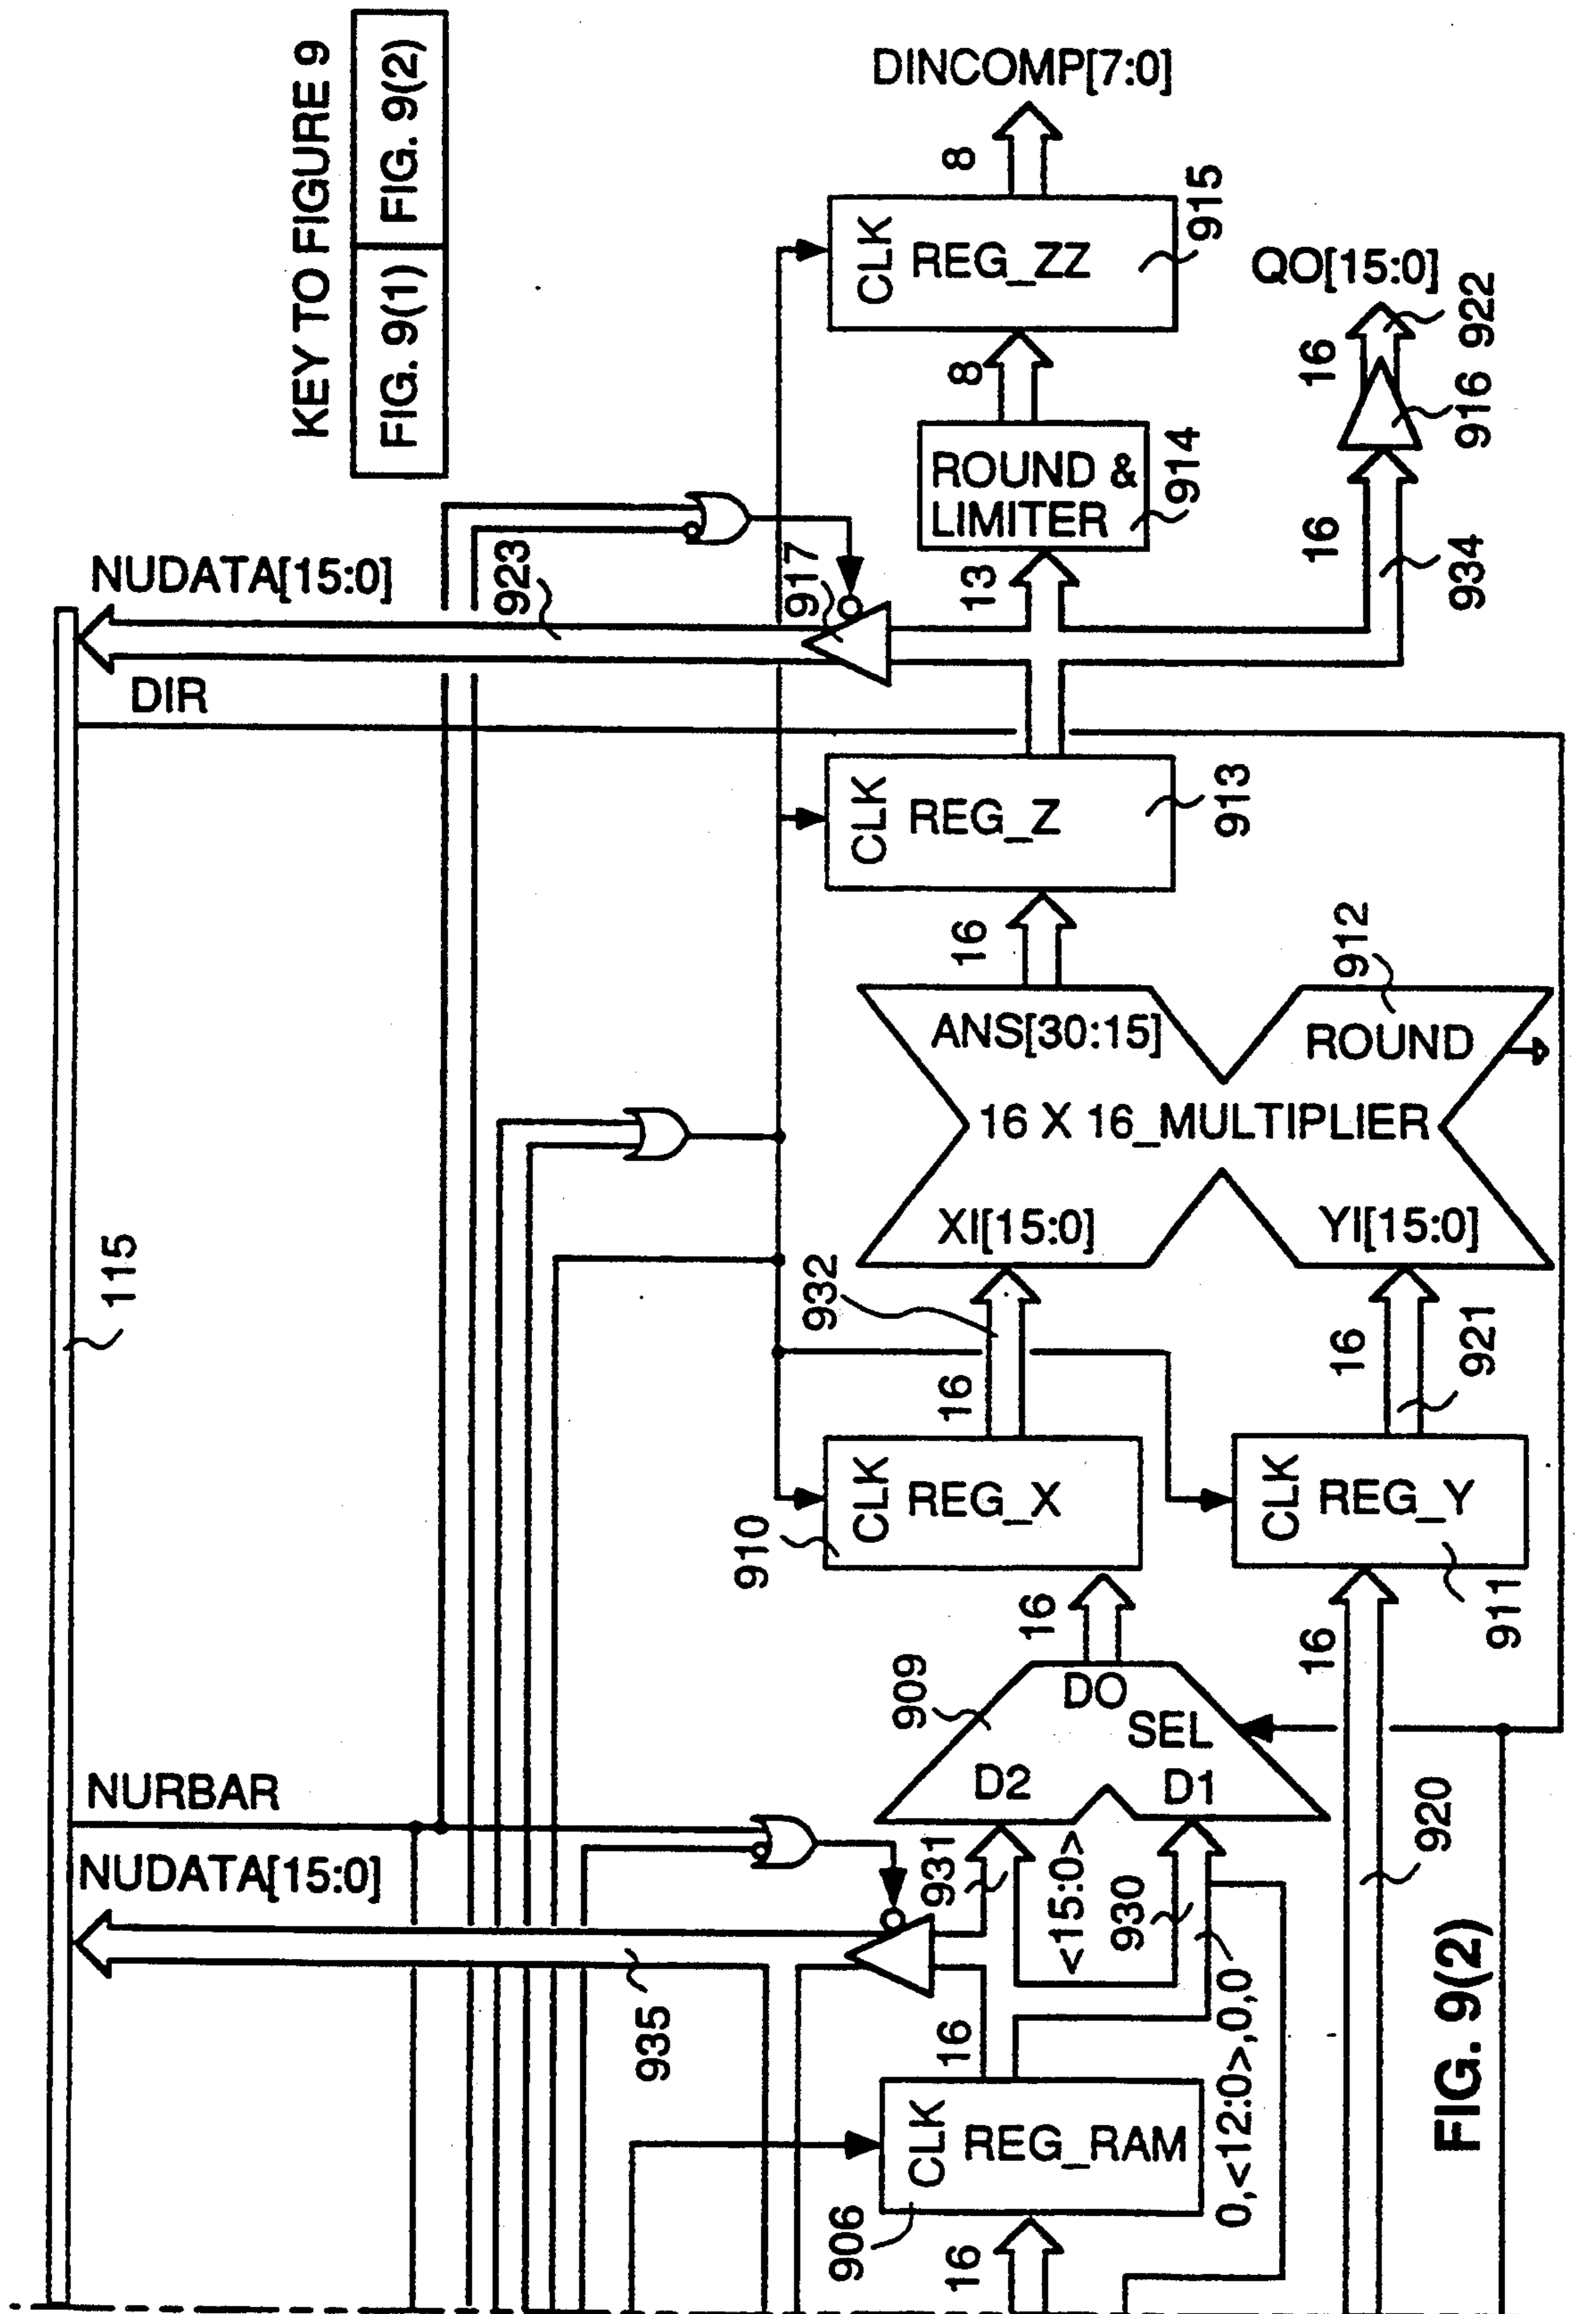 KEY TO FIGURE 9
FIG. 9(1)
FIG. 9(2)
DINCOMP[7:0]
8
CLK
REG_ZZ
915
QO[15:0]
8
16
922
916
ROUND &
LIMITER
914
NUDATA[15:0]
923
917
13
16
934
DIR
CLK
REG_Z
913
16
912
ANS[30:15]
ROUND
16 X 16_MULTIPLIER
XI[15:0]
YI[15:0]
115
932
16
16
921
CLK
REG_X
910
CLK
REG_Y
911
16
16
909
DO
SEL
D2
D1
NURBAR
931
<15:0>
930
920
NUDATA[15:0]
935
16
0,<12:0>,0,0
CLK
REG_RAM
906
16
FIG. 9(2)